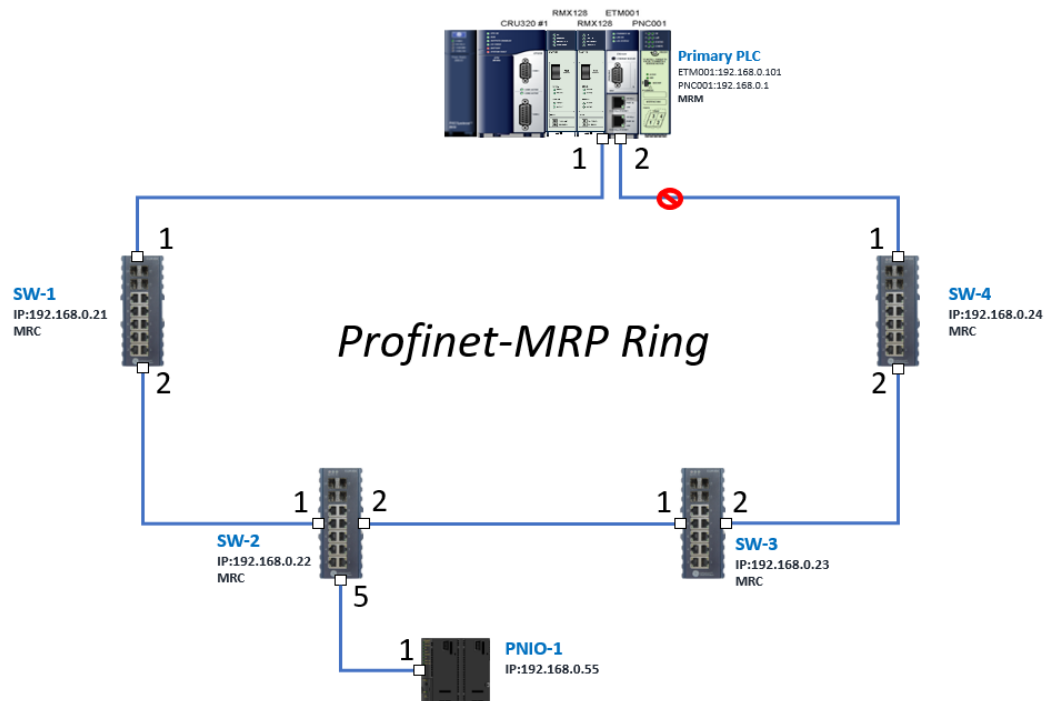 RMX128 ETM001
CRU320 #1 RMX128 PNC001
Primary PLC
ETM001:192.168.0.101
PNC001:192.168.0.1
MRM
1 2
1 1
SW-1
IP:192.168.0.21
MRC
SW-4
IP:192.168.0.24
MRC
Profinet-MRP Ring
2 2
1 2 1 2
SW-2
IP:192.168.0.22
MRC
SW-3
IP:192.168.0.23
MRC
5
1
PNIO-1
IP:192.168.0.55